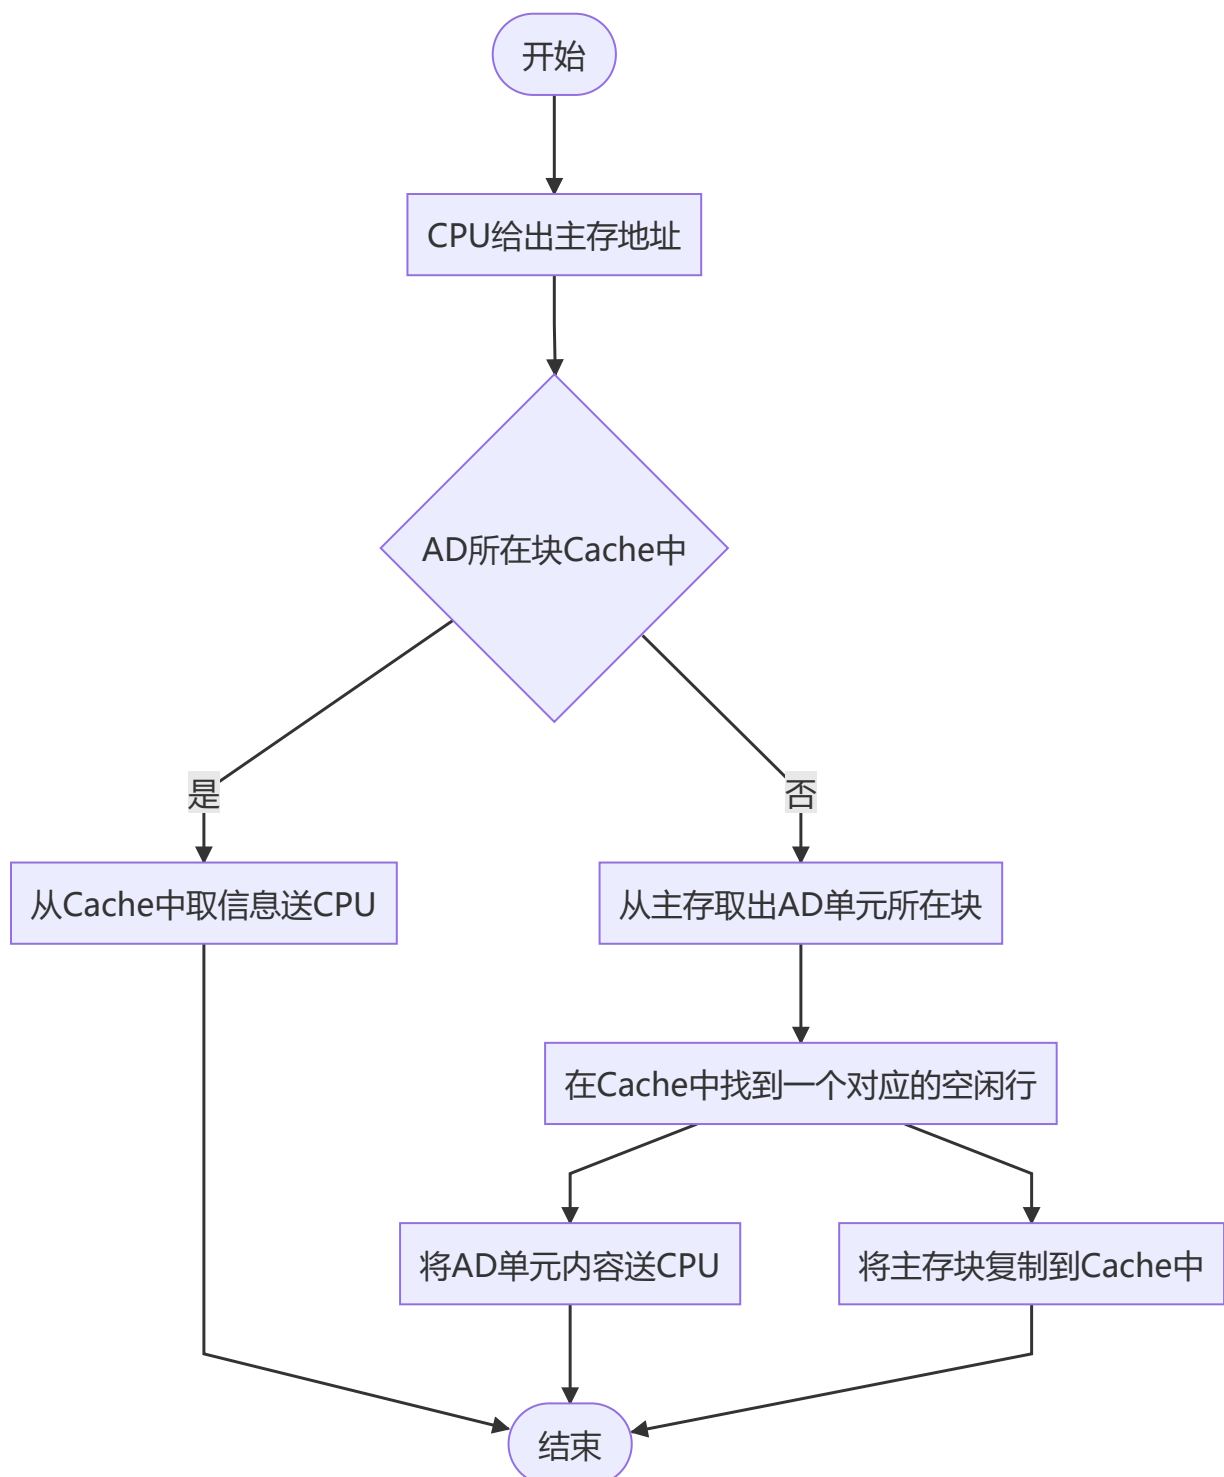 开始
CPU给出主存地址
AD所在块Cache中
是
否
从Cache中取信息送CPU
从主存取出AD单元所在块
在Cache中找到一个对应的空闲行
将AD单元内容送CPU
将主存块复制到Cache中
结束